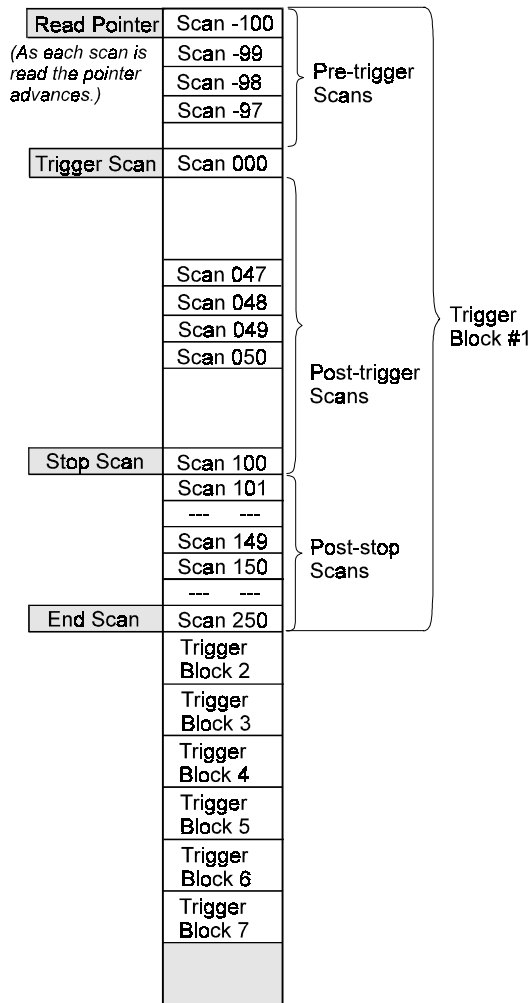 Read Pointer
(As each scan is
read the pointer
advances.)
Scan -100
Scan -99
Scan -98
Scan -97
Pre-trigger
Scans
Trigger Scan
Scan 000
Scan 047
Scan 048
Scan 049
Scan 050
Trigger
Block #1
Post-trigger
Scans
Stop Scan
Scan 100
Scan 101
--- ---
Scan 149
Scan 150
--- ---
Post-stop
Scans
End Scan
Scan 250
Trigger
Block 2
Trigger
Block 3
Trigger
Block 4
Trigger
Block 5
Trigger
Block 6
Trigger
Block 7